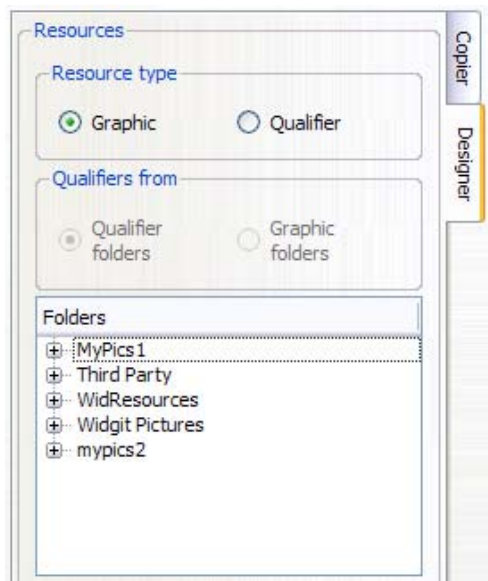 Resources
Resource type
Graphic
Qualifier
Qualifiers from
Qualifier
folders
Graphic
folders
Folders
MyPics1
Third Party
WidResources
Widgit Pictures
mypics2
Copier
Designer